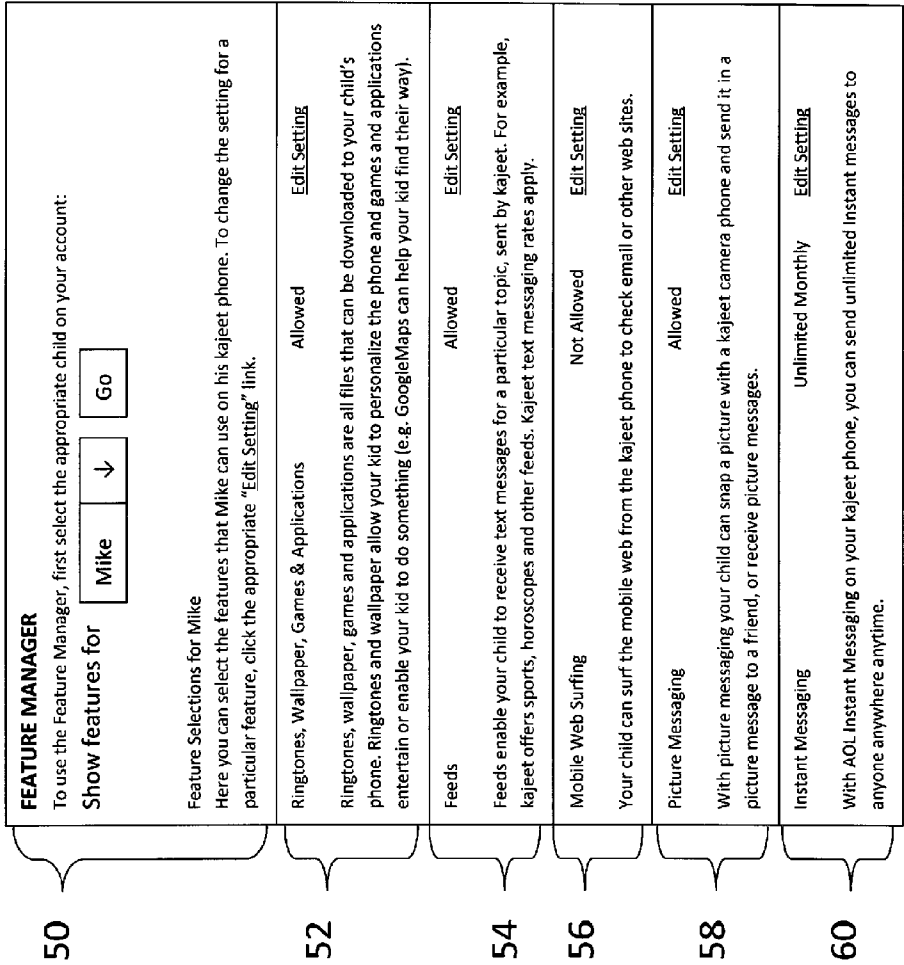 50
FEATURE MANAGER
To use the Feature Manager, first select the appropriate child on your account:
Show features for Mike ↓ Go
Feature Selections for Mike
Here you can select the features that Mike can use on his kajeet phone. To change the setting for a
particular feature, click the appropriate "Edit Setting" link.
52
Ringtones, Wallpaper, Games & Applications Allowed Edit Setting
Ringtones, wallpaper, games and applications are all files that can be downloaded to your child's
phone. Ringtones and wallpaper allow your kid to personalize the phone and games and applications
entertain or enable your kid to do something (e.g. GoogleMaps can help your kid find their way).
54
Feeds Allowed Edit Setting
Feeds enable your child to receive text messages for a particular topic, sent by kajeet. For example,
kajeet offers sports, horoscopes and other feeds. Kajeet text messaging rates apply.
56
Mobile Web Surfing Not Allowed Edit Setting
Your child can surf the mobile web from the kajeet phone to check email or other web sites.
58
Picture Messaging Allowed Edit Setting
With picture messaging your child can snap a picture with a kajeet camera phone and send it in a
picture message to a friend, or receive picture messages.
60
Instant Messaging Unlimited Monthly Edit Setting
With AOL Instant Messaging on your kajeet phone, you can send unlimited Instant messages to
anyone anywhere anytime.